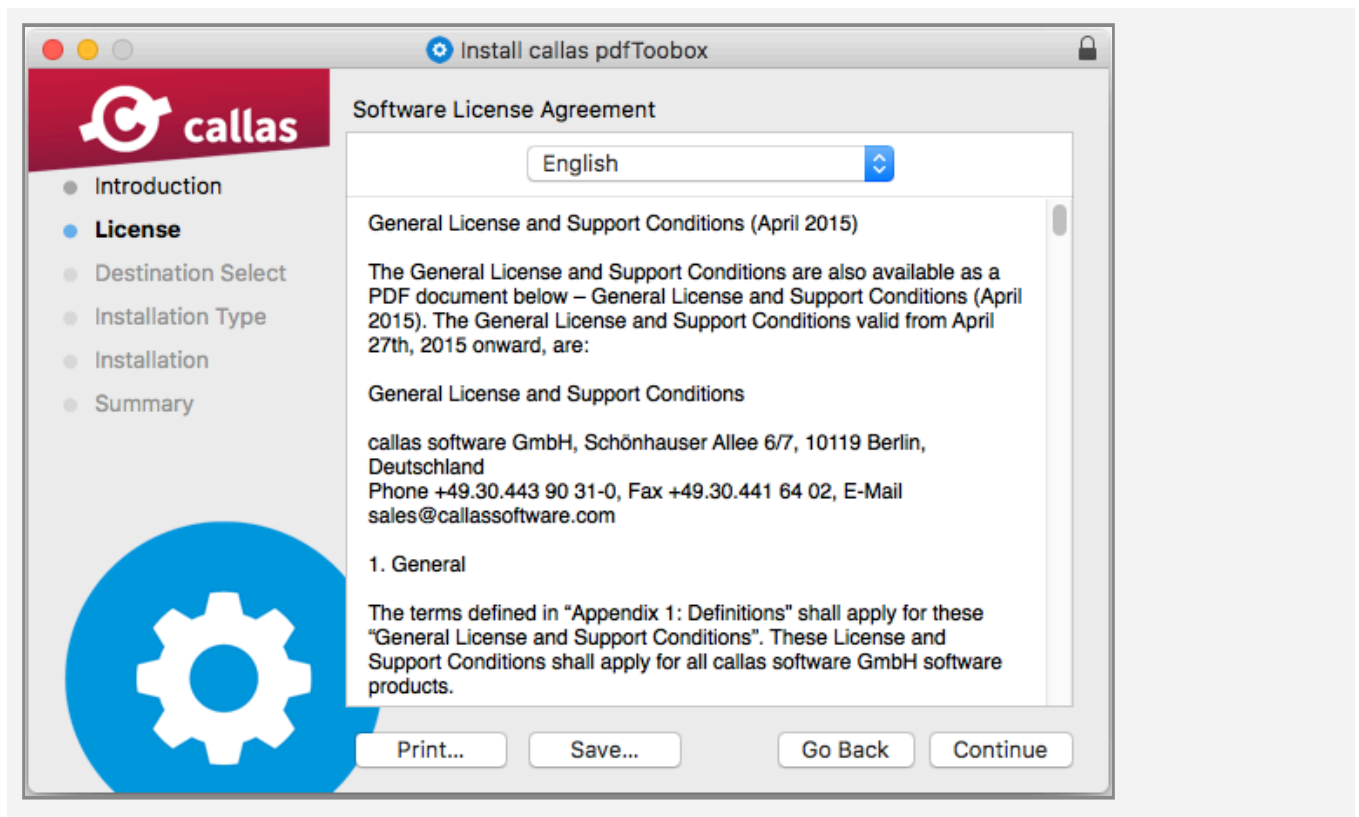 Install callas pdfToobox
callas
Introduction
License
Destination Select
Installation Type
Installation
Summary
Software License Agreement
English
General License and Support Conditions (April 2015)
The General License and Support Conditions are also available as a
PDF document below – General License and Support Conditions (April
2015). The General License and Support Conditions valid from April
27th, 2015 onward, are:
General License and Support Conditions
callas software GmbH, Schönhauser Allee 6/7, 10119 Berlin,
Deutschland
Phone +49.30.443 90 31-0, Fax +49.30.441 64 02, E-Mail
sales@callassoftware.com
1. General
The terms defined in “Appendix 1: Definitions" shall apply for these
“General License and Support Conditions”. These License and
Support Conditions shall apply for all callas software GmbH software
products.
Print...
Save...
Go Back
Continue